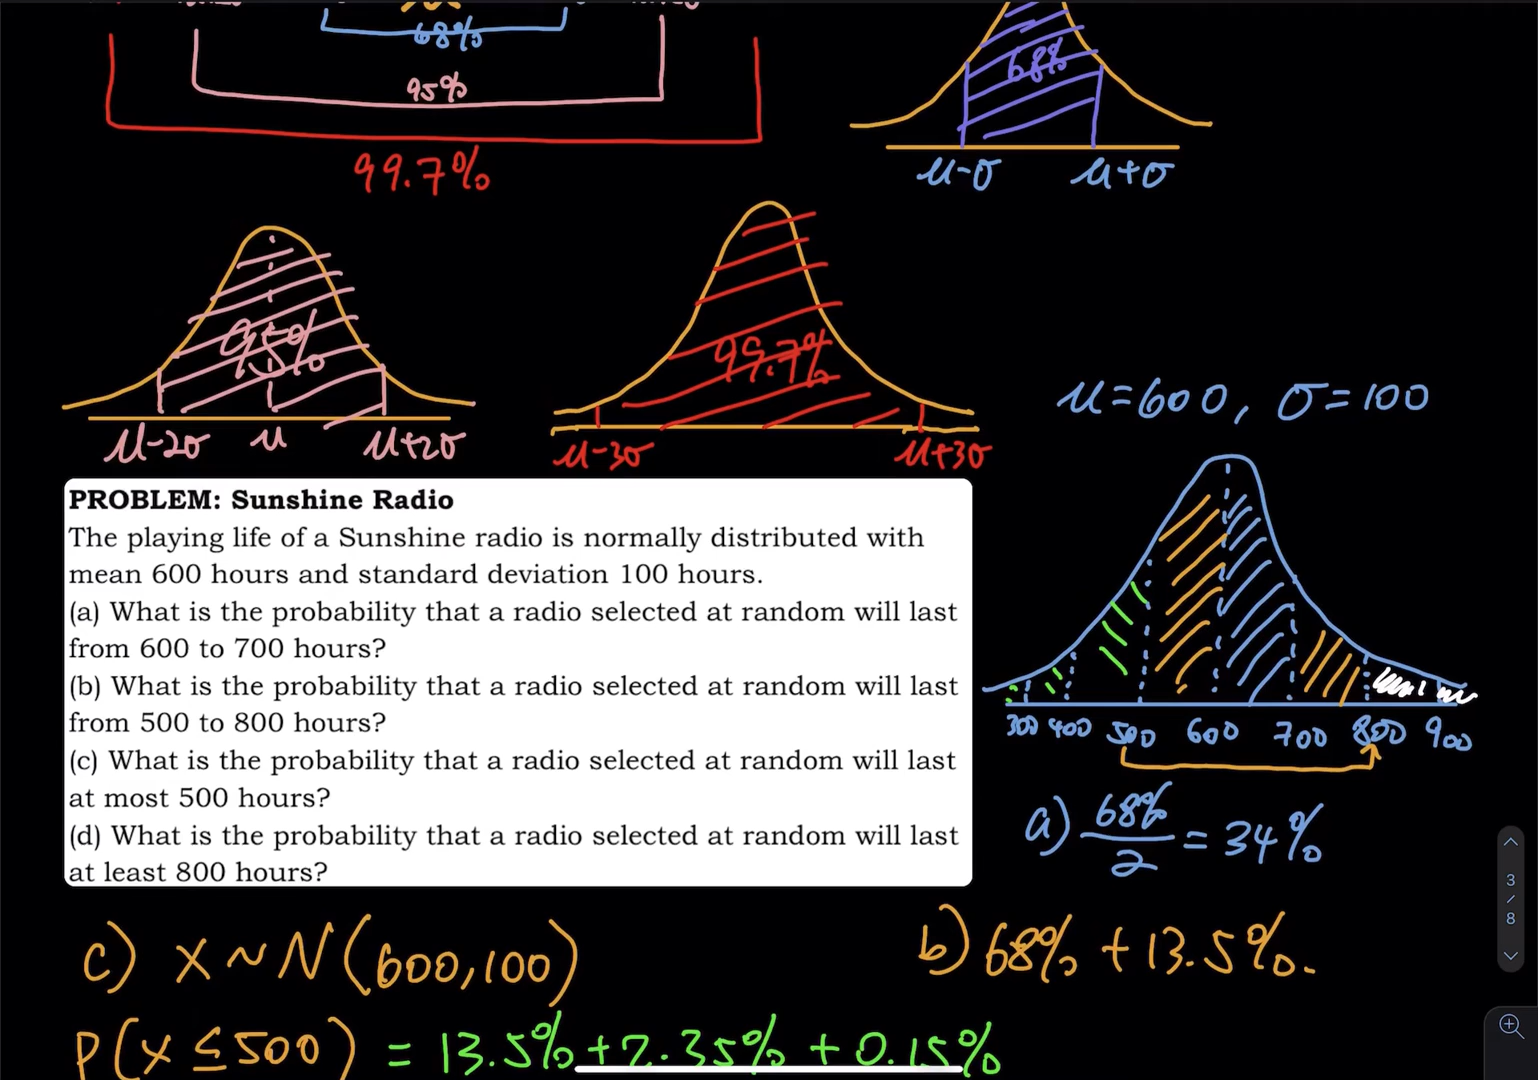 68%
95%
99.7%
68%
μ-σ μ+σ
95%
μ-2σ μ μ+2σ
99.7%
μ-3σ μ+3σ
μ=600, σ=100
PROBLEM: Sunshine Radio
The playing life of a Sunshine radio is normally distributed with
mean 600 hours and standard deviation 100 hours.
(a) What is the probability that a radio selected at random will last
from 600 to 700 hours?
(b) What is the probability that a radio selected at random will last
from 500 to 800 hours?
(c) What is the probability that a radio selected at random will last
at most 500 hours?
(d) What is the probability that a radio selected at random will last
at least 800 hours?
300 400 500 600 700 800 900
a) 68%/2 = 34%
b) 68% + 13.5%.
c) X ~ N(600,100)
P(X ≤ 500) = 13.5% + 2.35% + 0.15%
3
/
8